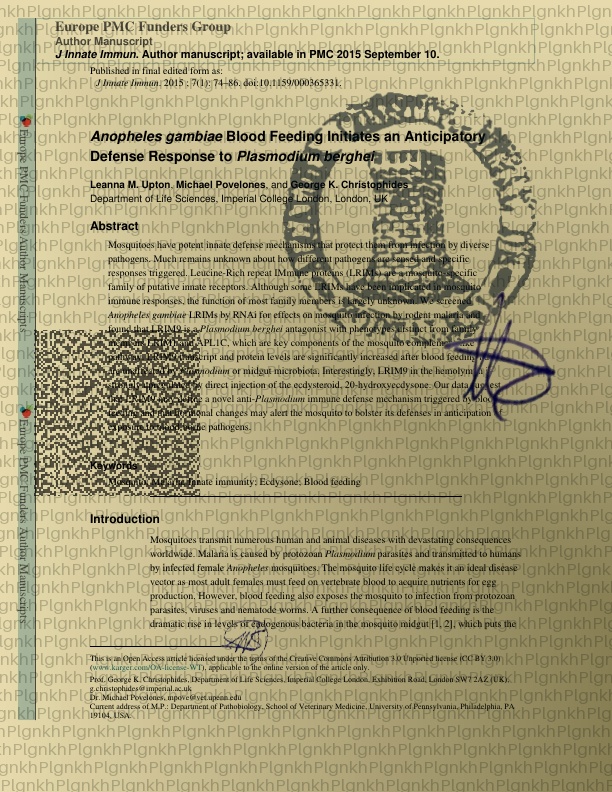 Europe PMC Funders Group
Author Manuscript
J Innate Immun. Author manuscript; available in PMC 2015 September 10.
Published in final edited form as:
J Innate Immun. 2015 ; 7(1): 74–86. doi:10.1159/000365331.
Anopheles gambiae Blood Feeding Initiates an Anticipatory
Defense Response to Plasmodium berghei
Leanna M. Upton, Michael Povelones, and George K. Christophides
Department of Life Sciences, Imperial College London, London, UK
Abstract
Mosquitoes have potent innate defense mechanisms that protect them from infection by diverse
pathogens. Much remains unknown about how different pathogens are sensed and specific
responses triggered. Leucine-Rich repeat IMmune proteins (LRIMs) are a mosquito-specific
family of putative innate receptors. Although some LRIMs have been implicated in mosquito
immune responses, the function of most family members is largely unknown. We screened
Anopheles gambiae LRIMs by RNAi for effects on mosquito infection by rodent malaria and
found that LRIM9 is a Plasmodium berghei antagonist with phenotypes distinct from family
members LRIM1 and APL1C, which are key components of the mosquito complement-like
pathway. LRIM9 transcript and protein levels are significantly increased after blood feeding
but are unaffected by Plasmodium or midgut microbiota. Interestingly, LRIM9 in the hemolymph is
strongly upregulated by direct injection of the ecdysteroid, 20-hydroxyecdysone. Our data suggest
that LRIM9 may define a novel anti-Plasmodium immune defense mechanism triggered by blood
feeding and hormonal changes may alert the mosquito to bolster its defenses in anticipation of
exposure to blood-borne pathogens.
Keywords
Mosquito; Malaria; Innate immunity; Ecdysone; Blood feeding
Introduction
Mosquitoes transmit numerous human and animal diseases with devastating consequences
worldwide. Malaria is caused by protozoan Plasmodium parasites and transmitted to humans
by infected female Anopheles mosquitoes. The mosquito life cycle makes it an ideal disease
vector as most adult females must feed on vertebrate blood to acquire nutrients for egg
production. However, blood feeding also exposes the mosquito to infection from protozoan
parasites, viruses and nematode worms. A further consequence of blood feeding is the
dramatic rise in levels of endogenous bacteria in the mosquito midgut [1, 2], which puts the
This is an Open Access article licensed under the terms of the Creative Commons Attribution 3.0 Unported license (CC BY 3.0)
(www.karger.com/OA-license-WT), applicable to the online version of the article only.
Prof. George K. Christophides, Department of Life Sciences, Imperial College London, Exhibition Road, London SW7 2AZ (UK),
g.christophides@imperial.ac.uk
Dr. Michael Povelones, mpove@vet.upenn.edu
Current address of M.P.: Department of Pathobiology, School of Veterinary Medicine, University of Pennsylvania, Philadelphia, PA
19104, USA.
Europe PMC Funders Author Manuscripts
Europe PMC Funders Author Manuscripts